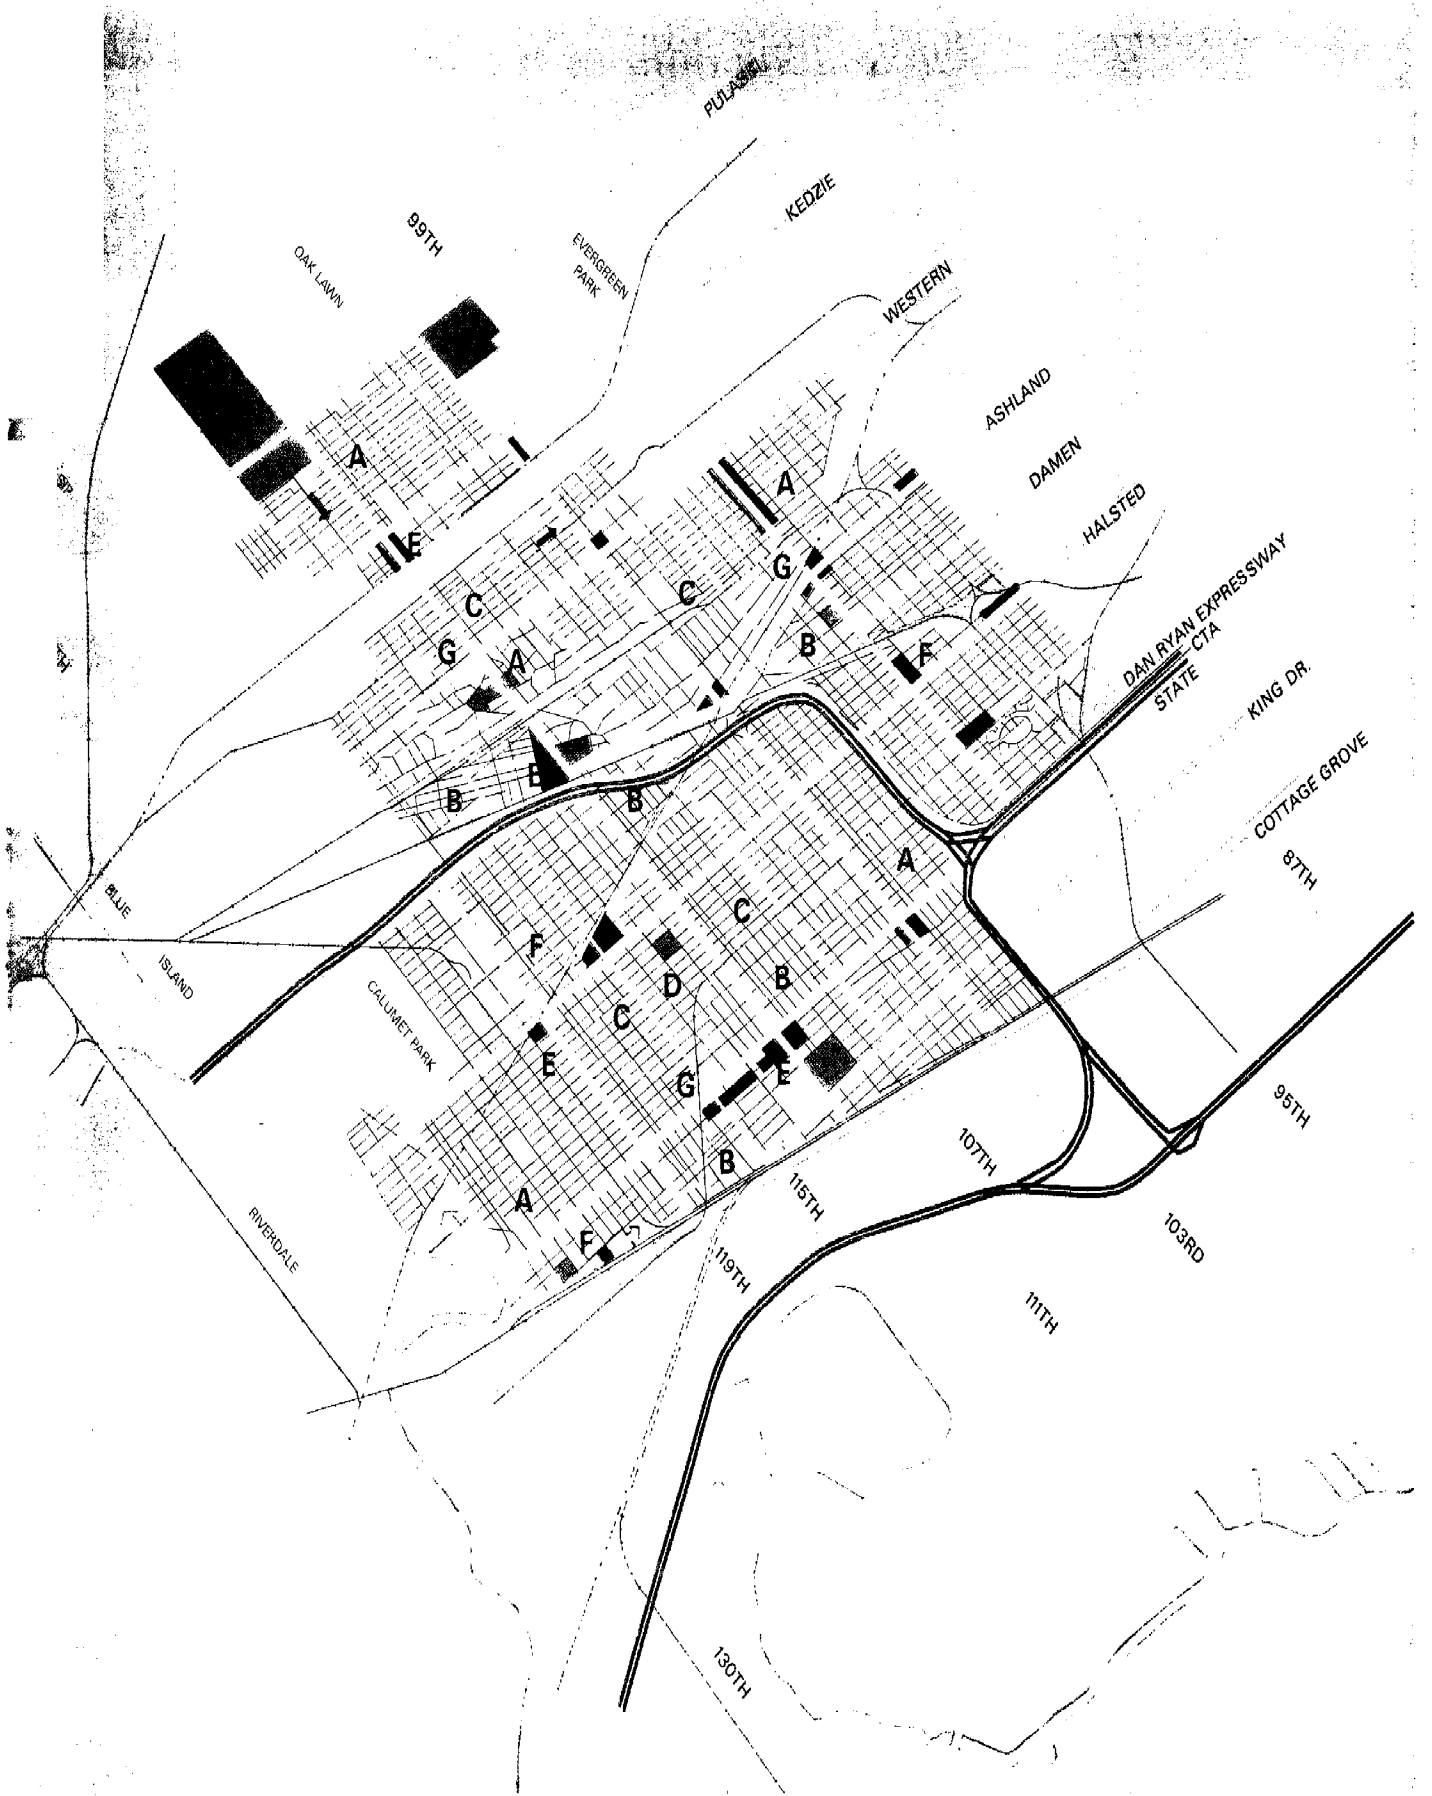 PULASKI
KEDZIE
99TH
OAK LAWN
EVERGREEN
PARK
WESTERN
ASHLAND
DAMEN
HALSTED
DAN RYAN EXPRESSWAY
CTA
STATE
KING DR.
COTTAGE GROVE
87TH
A
E
A
G
C
C
G
A
B
F
E
B
B
A
C
F
B
D
C
E
G
E
B
A
F
BLUE
ISLAND
CALUMET PARK
RIVERDALE
95TH
107TH
115TH
103RD
119TH
111TH
130TH